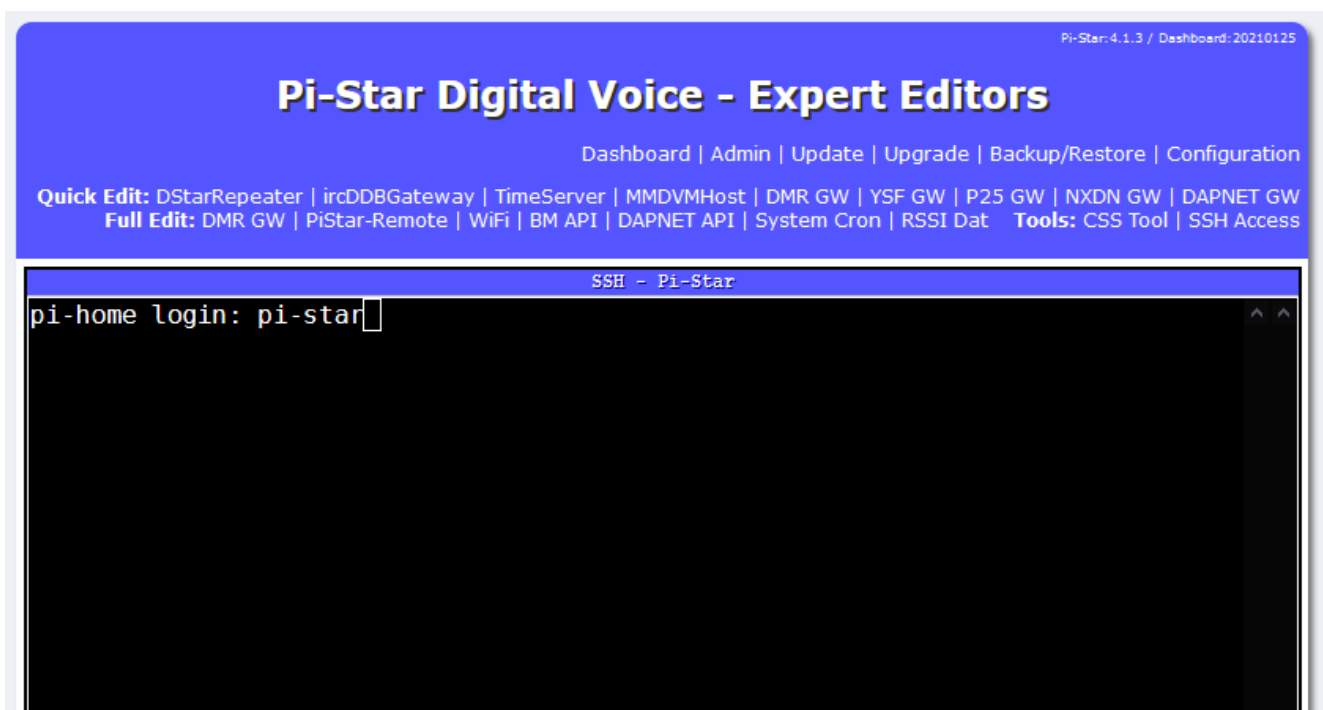 Pi-Star:4.1.3 / Dashboard:20210125
Pi-Star Digital Voice - Expert Editors
Dashboard | Admin | Update | Upgrade | Backup/Restore | Configuration
Quick Edit: DStarRepeater | ircDDBGateway | TimeServer | MMDVMHost | DMR GW | YSF GW | P25 GW | NXDN GW | DAPNET GW
Full Edit: DMR GW | PiStar-Remote | WiFi | BM API | DAPNET API | System Cron | RSSI Dat Tools: CSS Tool | SSH Access
SSH - Pi-Star
pi-home login: pi-star